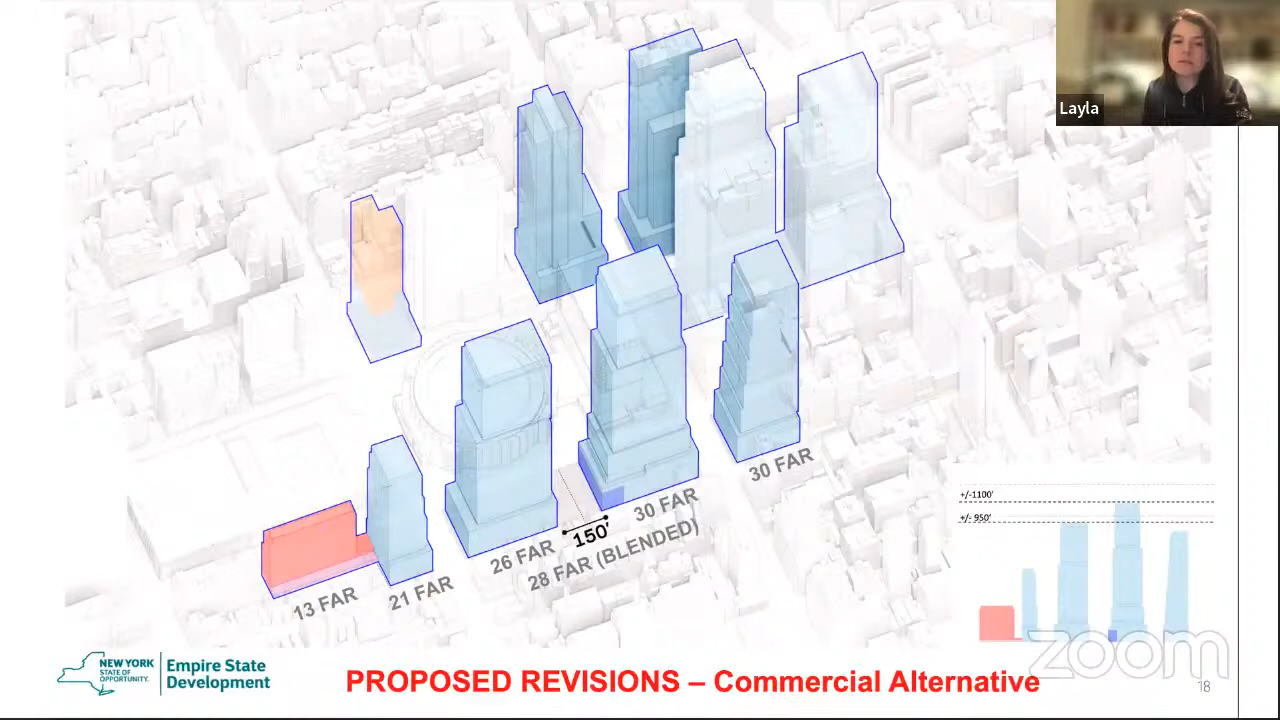 Layla
30 FAR
30 FAR
150'
26 FAR
28 FAR (BLENDED)
21 FAR
13 FAR
+/-1100'
+/- 950'
NEW YORK
STATE OF
OPPORTUNITY.
Empire State
Development
PROPOSED REVISIONS – Commercial Alternative
zoom
18